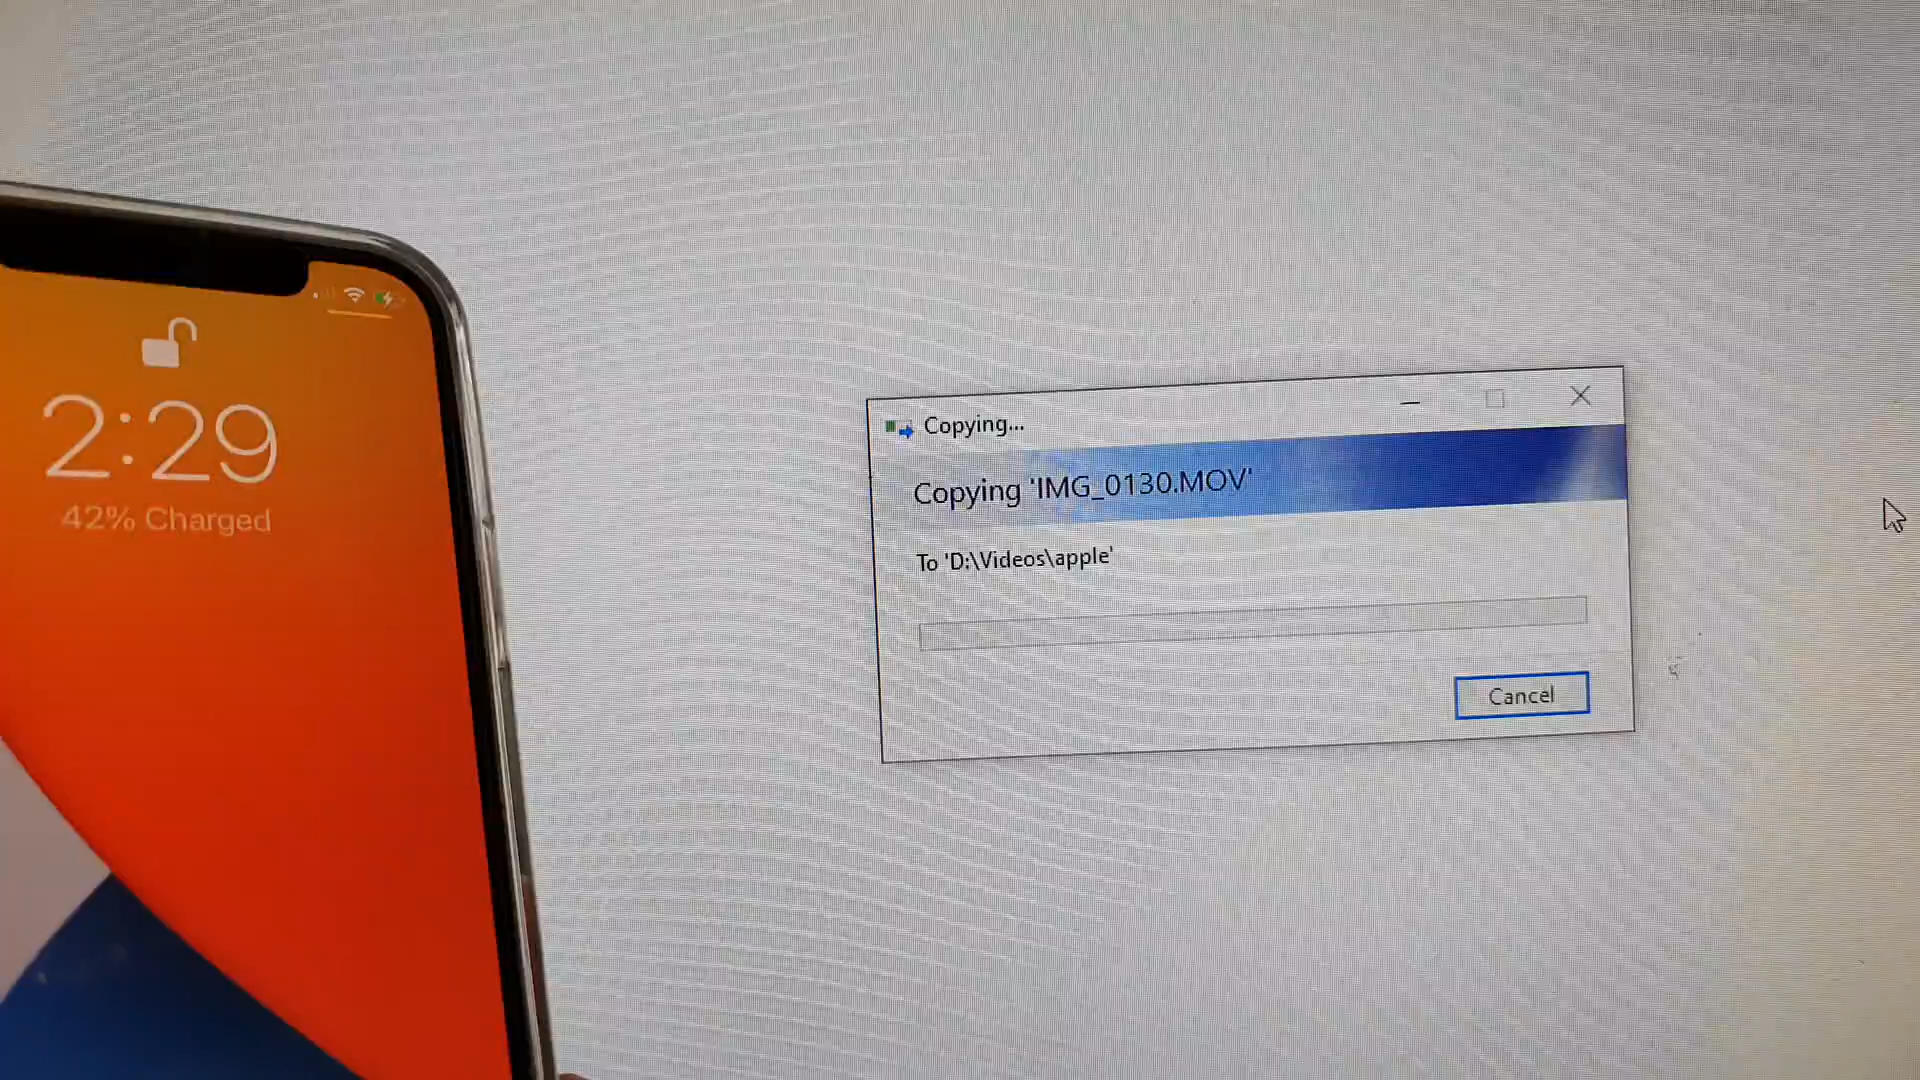 2:29
42% Charged
Copying...
Copying 'IMG_0130.MOV'
To 'D:\Videos\apple'
Cancel